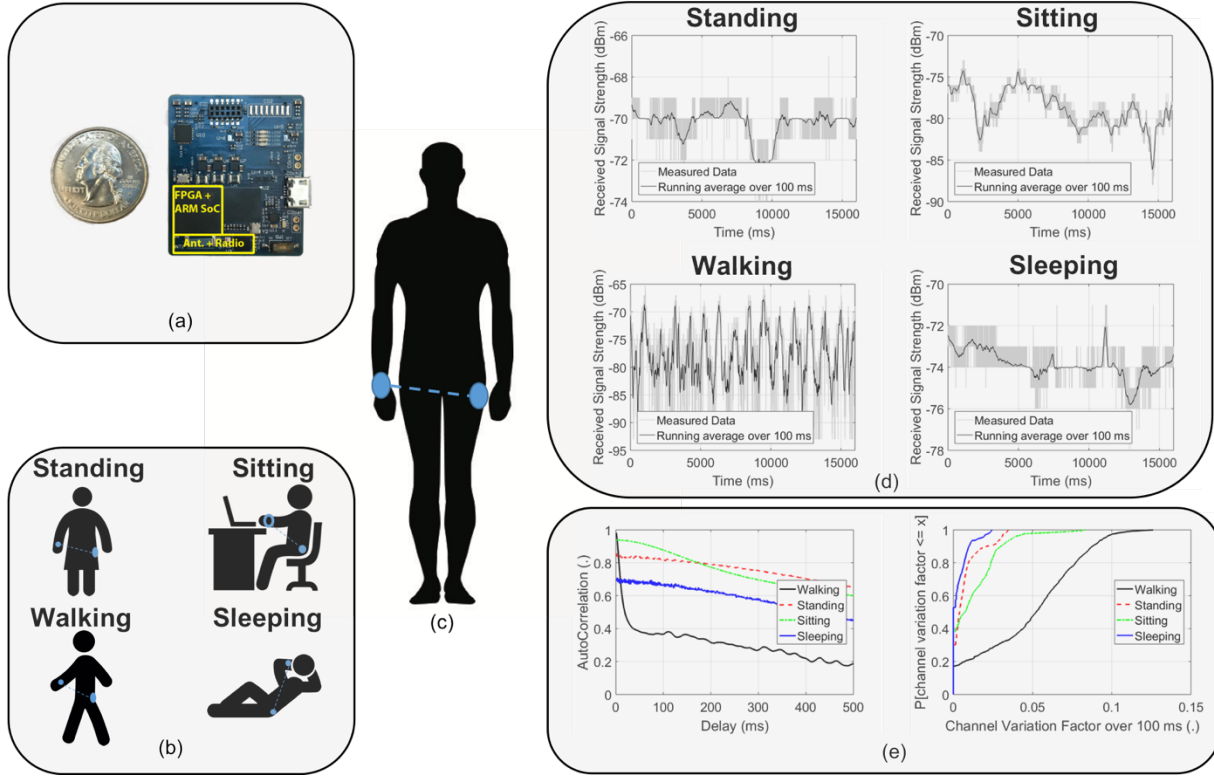 FPGA +
ARM SoC
Ant. + Radio
(a)
Standing
Sitting
Walking
Sleeping
(b)
(c)
Standing
Received Signal Strength (dBm)
-66
-68
-70
-72
-74
Measured Data
Running average over 100 ms
0
5000
10000
15000
Time (ms)
Sitting
Received Signal Strength (dBm)
-70
-75
-80
-85
-90
Measured Data
Running average over 100 ms
0
5000
10000
15000
Time (ms)
Walking
Received Signal Strength (dBm)
-65
-70
-75
-80
-85
-90
-95
Measured Data
Running average over 100 ms
0
5000
10000
15000
Time (ms)
Sleeping
Received Signal Strength (dBm)
-70
-72
-74
-76
-78
Measured Data
Running average over 100 ms
0
5000
10000
15000
Time (ms)
(d)
AutoCorrelation (.)
1
0.8
0.6
0.4
0.2
0
Walking
Standing
Sitting
Sleeping
0
100
200
300
400
500
Delay (ms)
P[channel variation factor <= x]
1
0.8
0.6
0.4
0.2
0
Walking
Standing
Sitting
Sleeping
0
0.05
0.1
0.15
Channel Variation Factor over 100 ms (.)
(e)